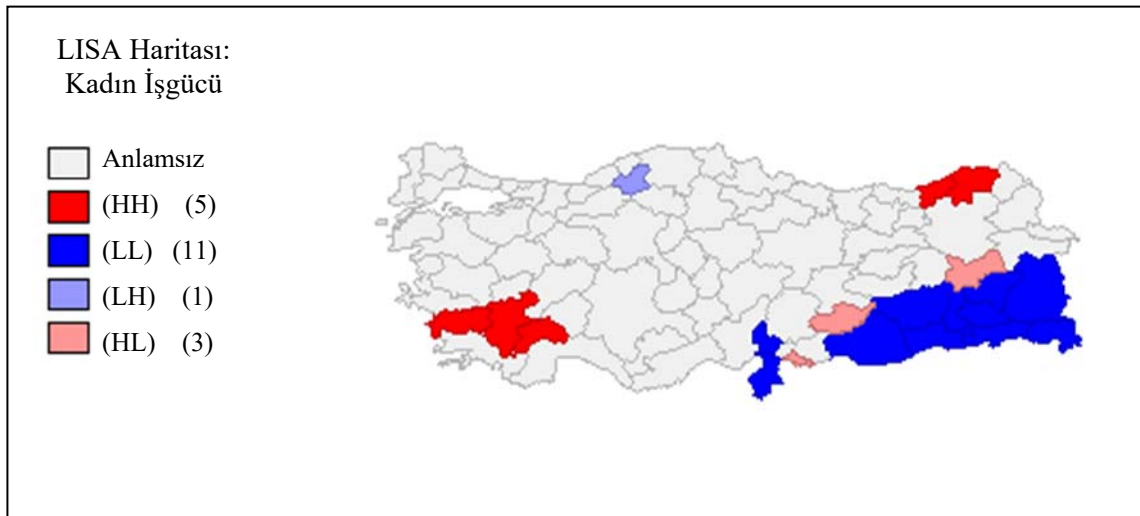 LISA Haritası:
Kadın İşgücü
Anlamsız
(HH) (5)
(LL) (11)
(LH) (1)
(HL) (3)